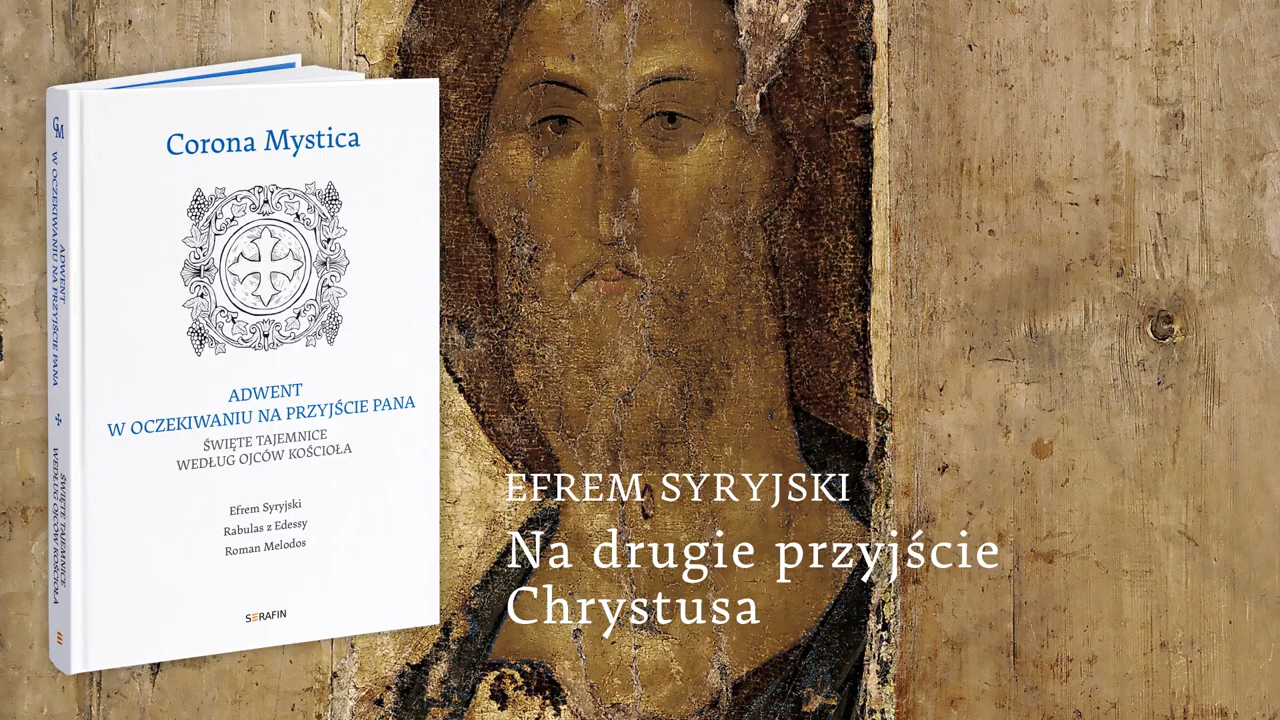 Corona Mystica
ADWENT
W OCZEKIWANIU NA PRZYJŚCIE PANA
ŚWIĘTE TAJEMNICE
WEDŁUG OJCÓW KOŚCIOŁA
Efrem Syryjski
Rabulas z Edessy
Roman Melodos
SERAFIN
CM
ADWENT
W OCZEKIWANIU NA PRZYJŚCIE PANA
ŚWIĘTE TAJEMNICE
WEDŁUG OJCÓW KOŚCIOŁA
EFREM SYRYJSKI
Na drugie przyjście
Chrystusa